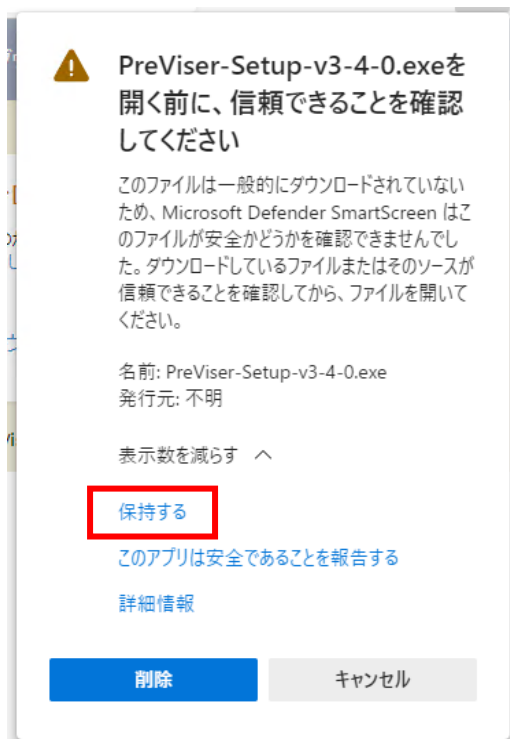 PreViser-Setup-v3-4-0.exeを
開く前に、信頼できることを確認
してください
このファイルは一般的にダウンロードされていない
ため、Microsoft Defender SmartScreen はこ
のファイルが安全かどうかを確認できませんでし
た。ダウンロードしているファイルまたはそのソースが
信頼できることを確認してから、ファイルを開いて
ください。
名前: PreViser-Setup-v3-4-0.exe
発行元: 不明
表示数を減らす
保持する
このアプリは安全であることを報告する
詳細情報
削除
キャンセル